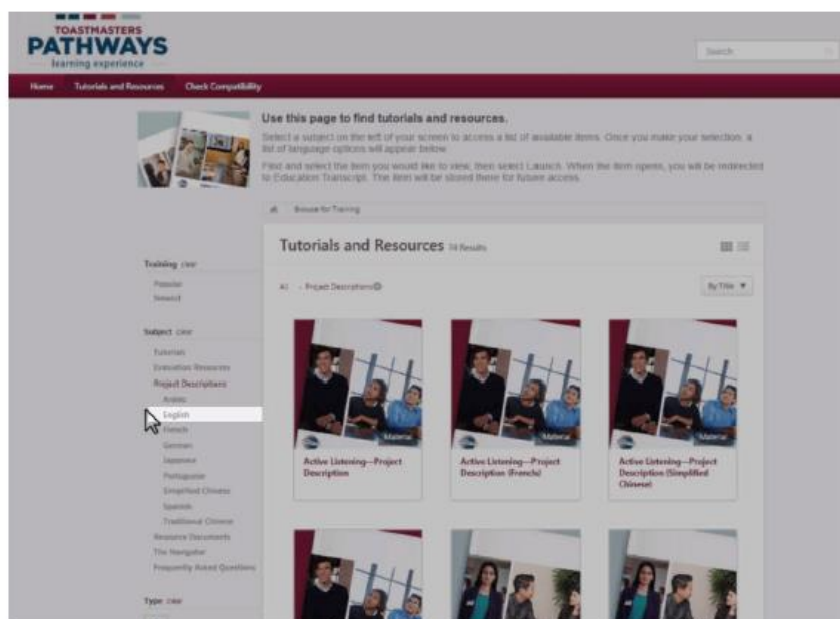 TOASTMASTERS
PATHWAYS
learning experience
Search
Home Tutorials and Resources Check Compatibility
Use this page to find tutorials and resources.
Select a subject on the left of your screen to access a list of available items. Once you make your selection, a
list of language options will appear below.
Find and select the item you would like to view, then select Launch. When the item opens, you will be redirected
to Education Transcript. The item will be stored there for future access.
Browse for Training
Tutorials and Resources Results
Training clear
Popular
Newest
All Project Descriptions
By Title
Subject clear
Tutorials
Evaluation Resources
Project Descriptions
Arabic
English
French
German
Japanese
Portuguese
Simplified Chinese
Spanish
Traditional Chinese
Resource Documents
The Navigator
Frequently Asked Questions
Type clear
Material
Active Listening—Project
Description
Material
Active Listening—Project
Description (French)
Material
Active Listening—Project
Description (Simplified
Chinese)